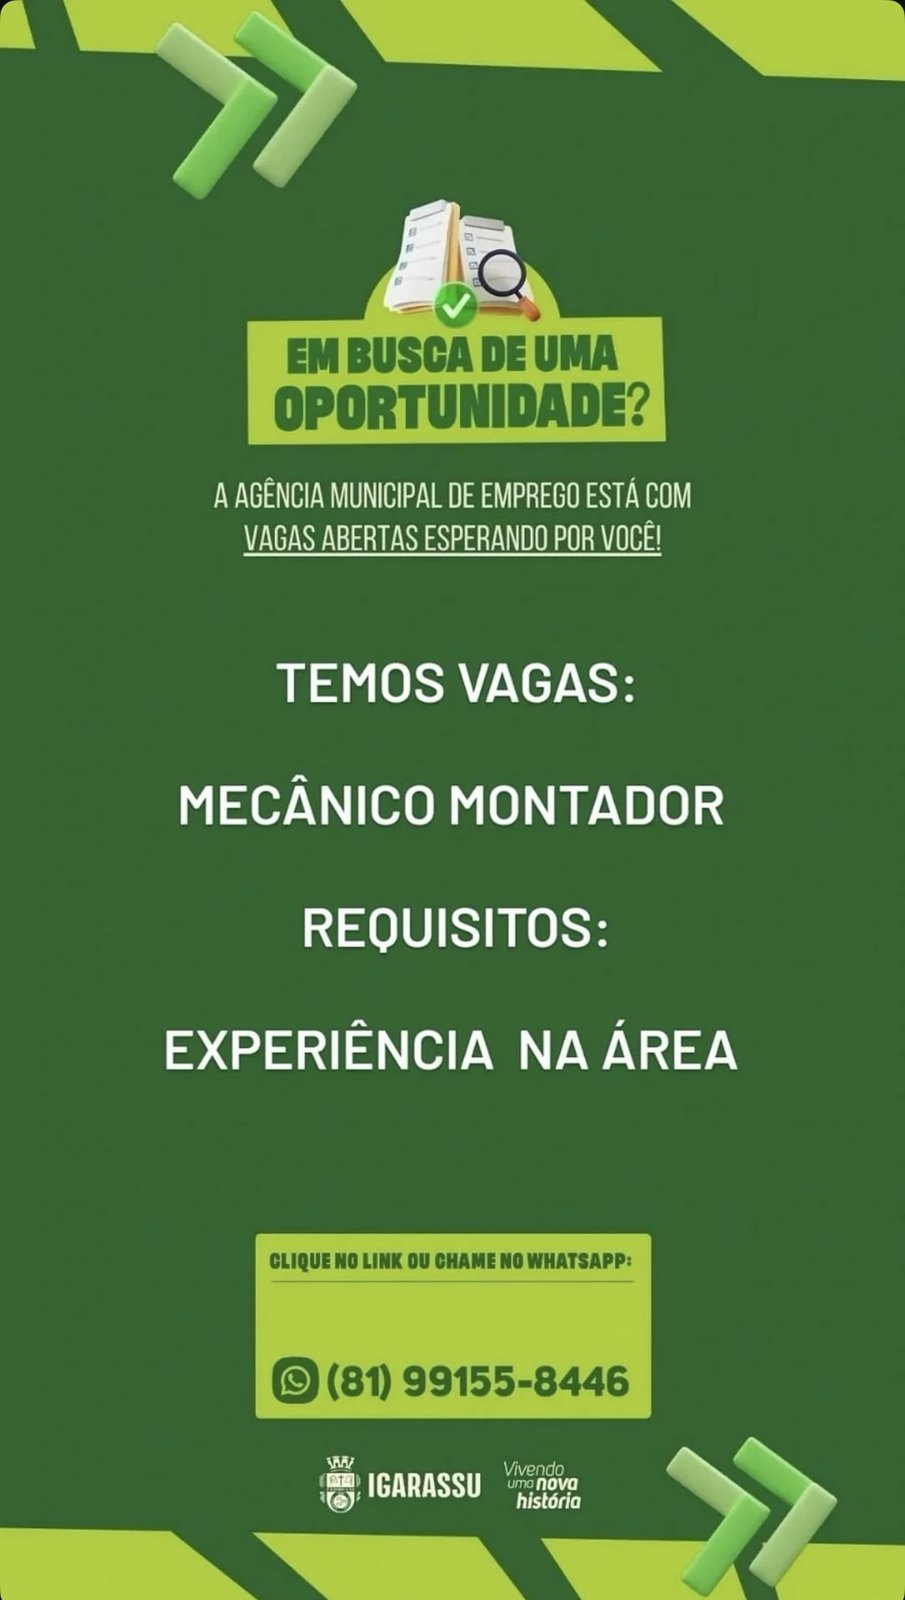 EM BUSCA DE UMA
OPORTUNIDADE?
A AGÊNCIA MUNICIPAL DE EMPREGO ESTÁ COM
VAGAS ABERTAS ESPERANDO POR VOCÊ!
TEMOS VAGAS:
MECÂNICO MONTADOR
REQUISITOS:
EXPERIÊNCIA NA ÁREA
CLIQUE NO LINK OU CHAME NO WHATSAPP:
(81) 99155-8446
IGARASSU
Vivendo
uma nova
história